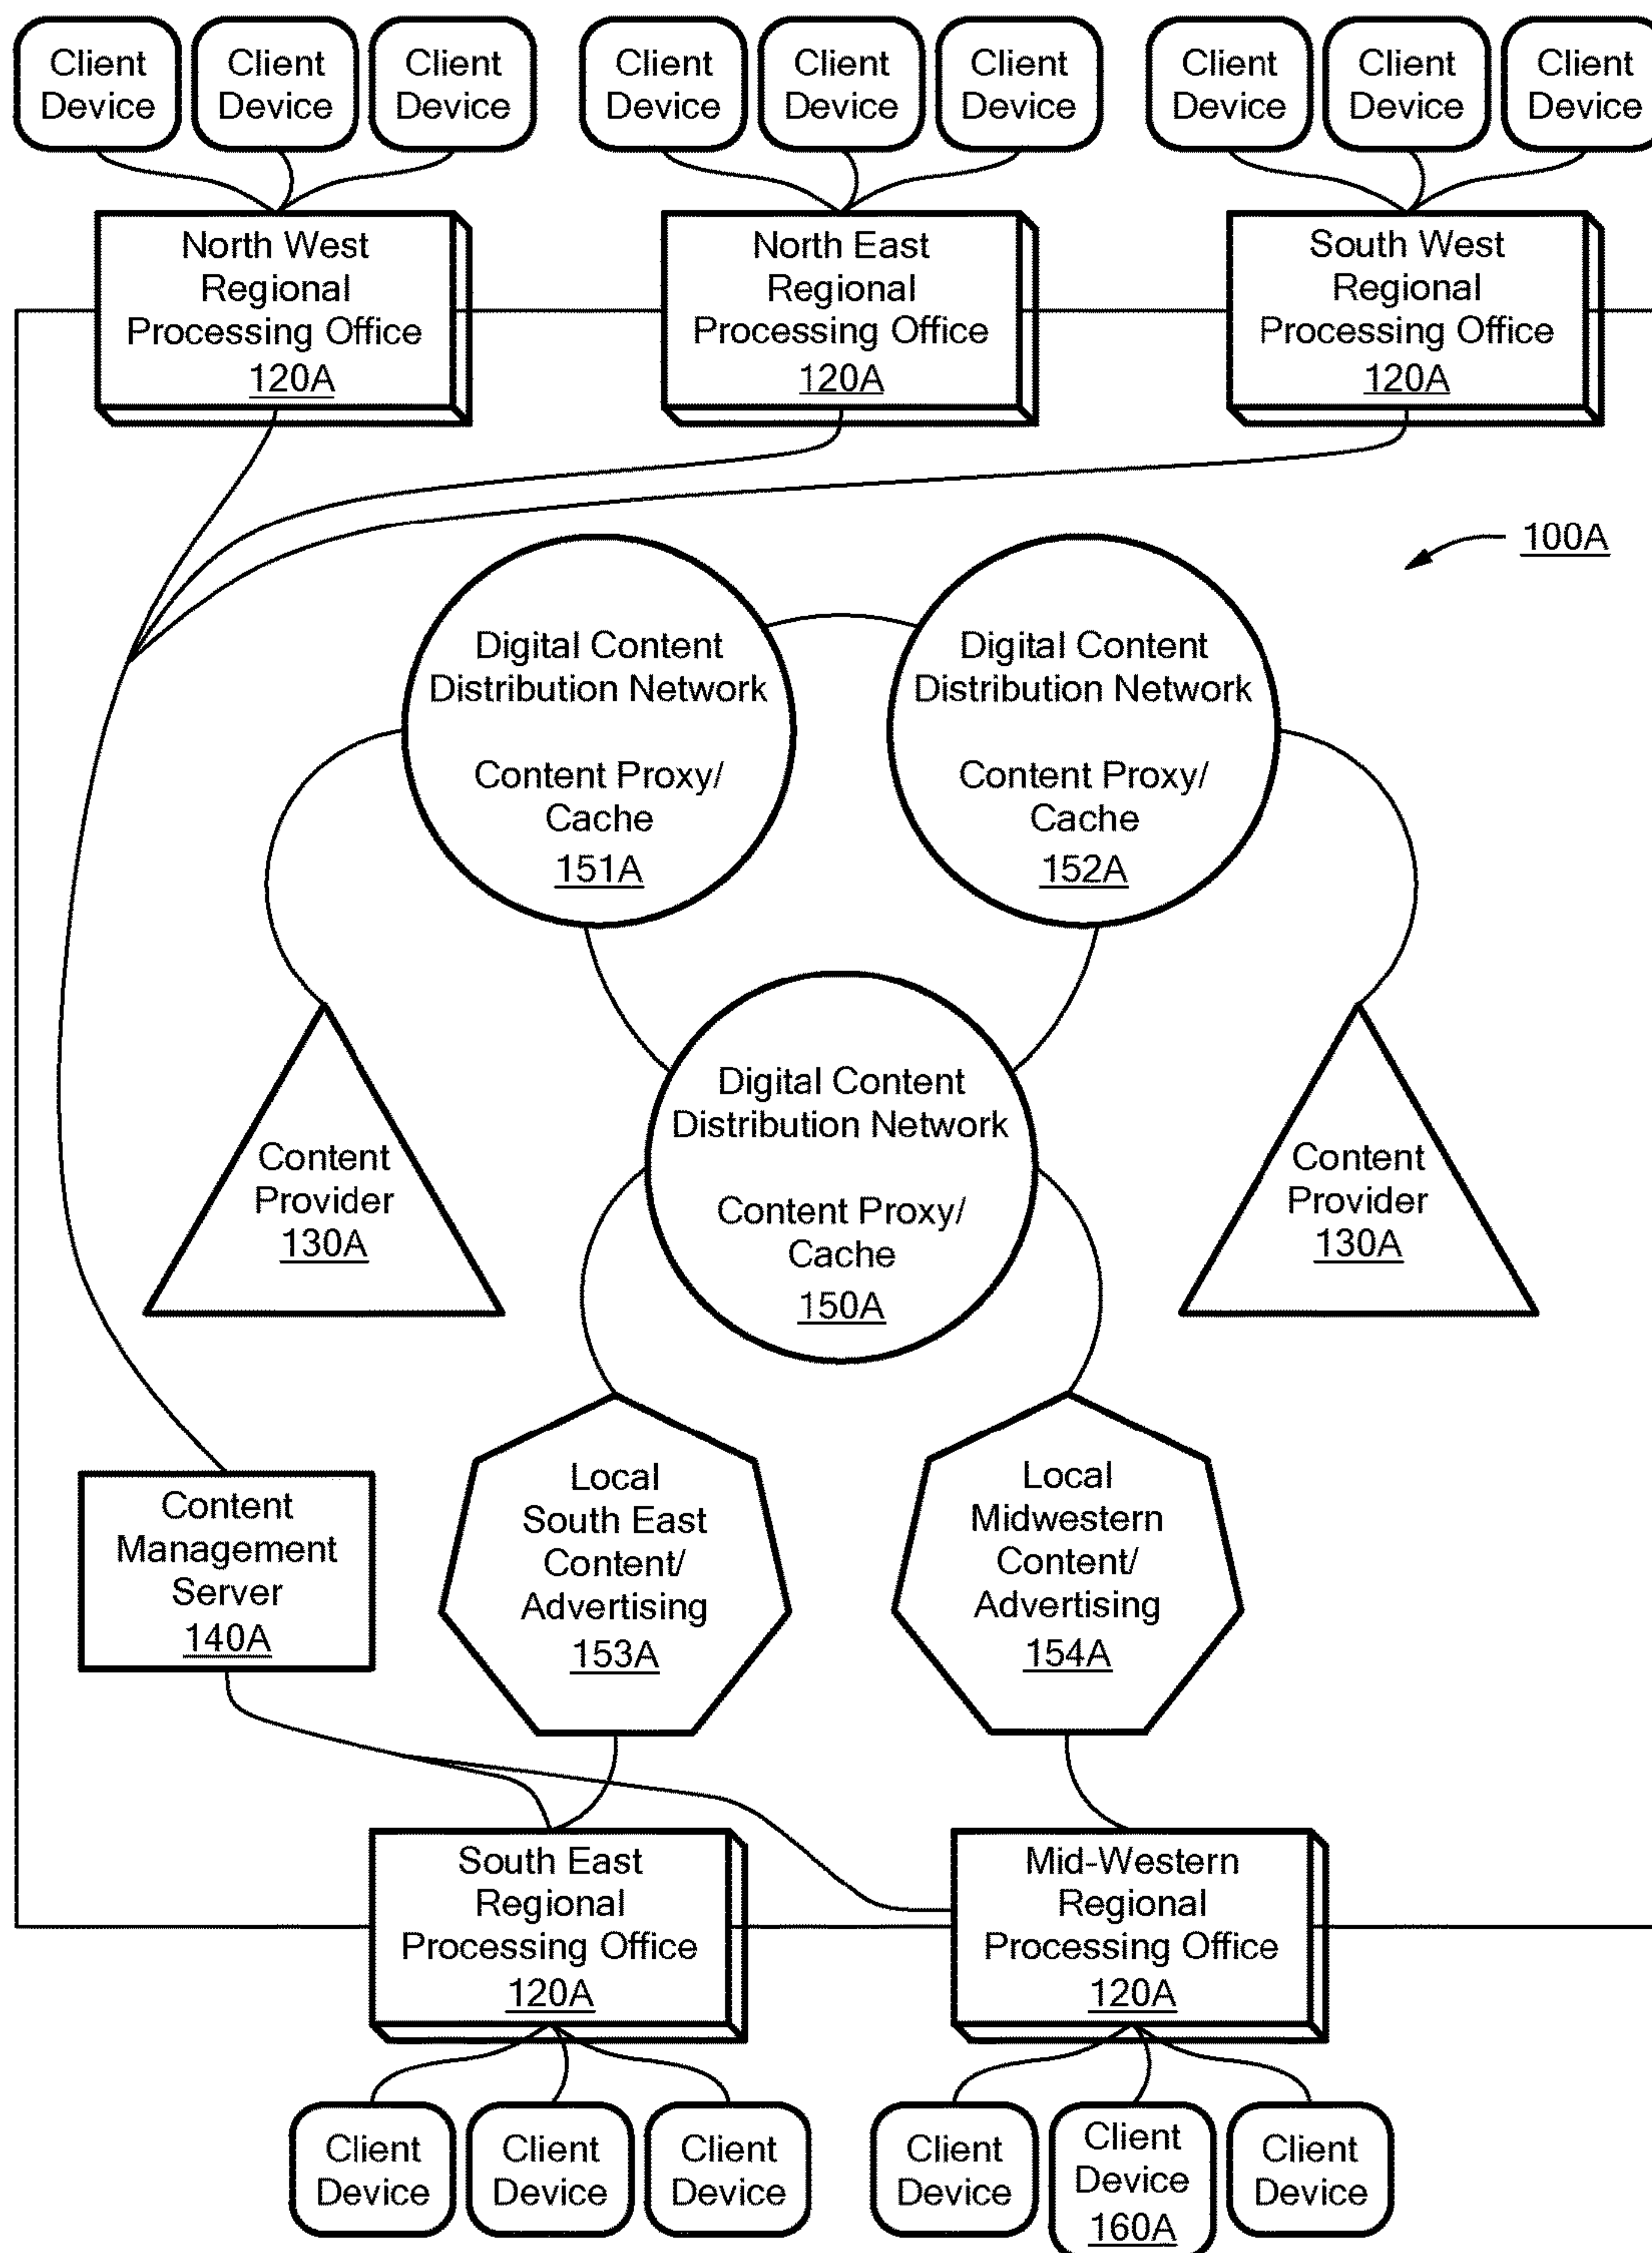 Client
Device
Client
Device
Client
Device
Client
Device
Client
Device
Client
Device
Client
Device
Client
Device
Client
Device
North West
Regional
Processing Office
120A
North East
Regional
Processing Office
120A
South West
Regional
Processing Office
120A
100A
Digital Content
Distribution Network
Content Proxy/
Cache
151A
Digital Content
Distribution Network
Content Proxy/
Cache
152A
Content
Provider
130A
Digital Content
Distribution Network
Content Proxy/
Cache
150A
Content
Provider
130A
Content
Management
Server
140A
Local
South East
Content/
Advertising
153A
Local
Midwestern
Content/
Advertising
154A
South East
Regional
Processing Office
120A
Mid-Western
Regional
Processing Office
120A
Client
Device
Client
Device
Client
Device
Client
Device
Client
Device
160A
Client
Device